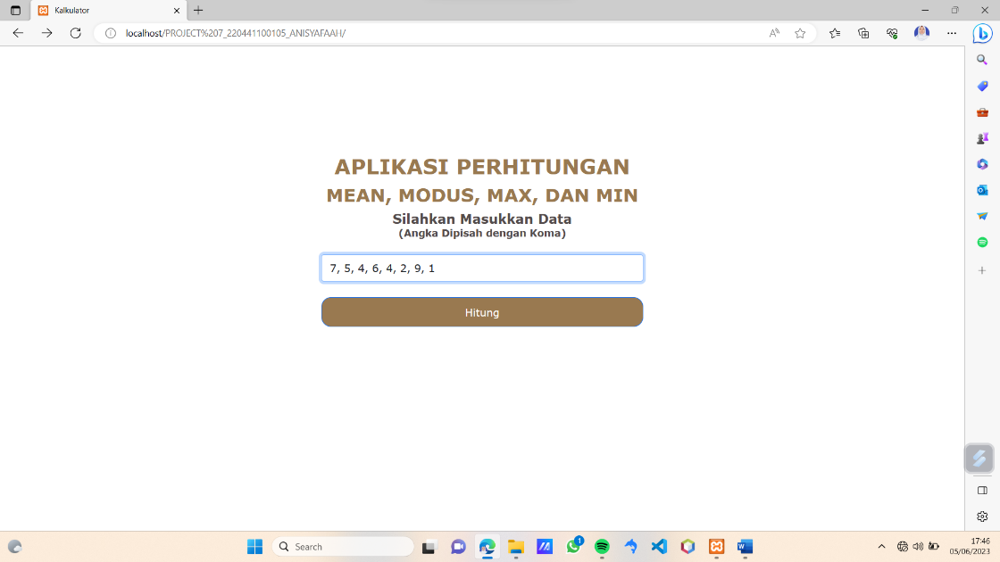 Kalkulator
localhost/PROJECT%207_220441100105_ANISYAFAAH/
APLIKASI PERHITUNGAN
MEAN, MODUS, MAX, DAN MIN
Silahkan Masukkan Data
(Angka Dipisah dengan Koma)
7, 5, 4, 6, 4, 2, 9, 1
Hitung
Search
1
17:46
05/06/2023